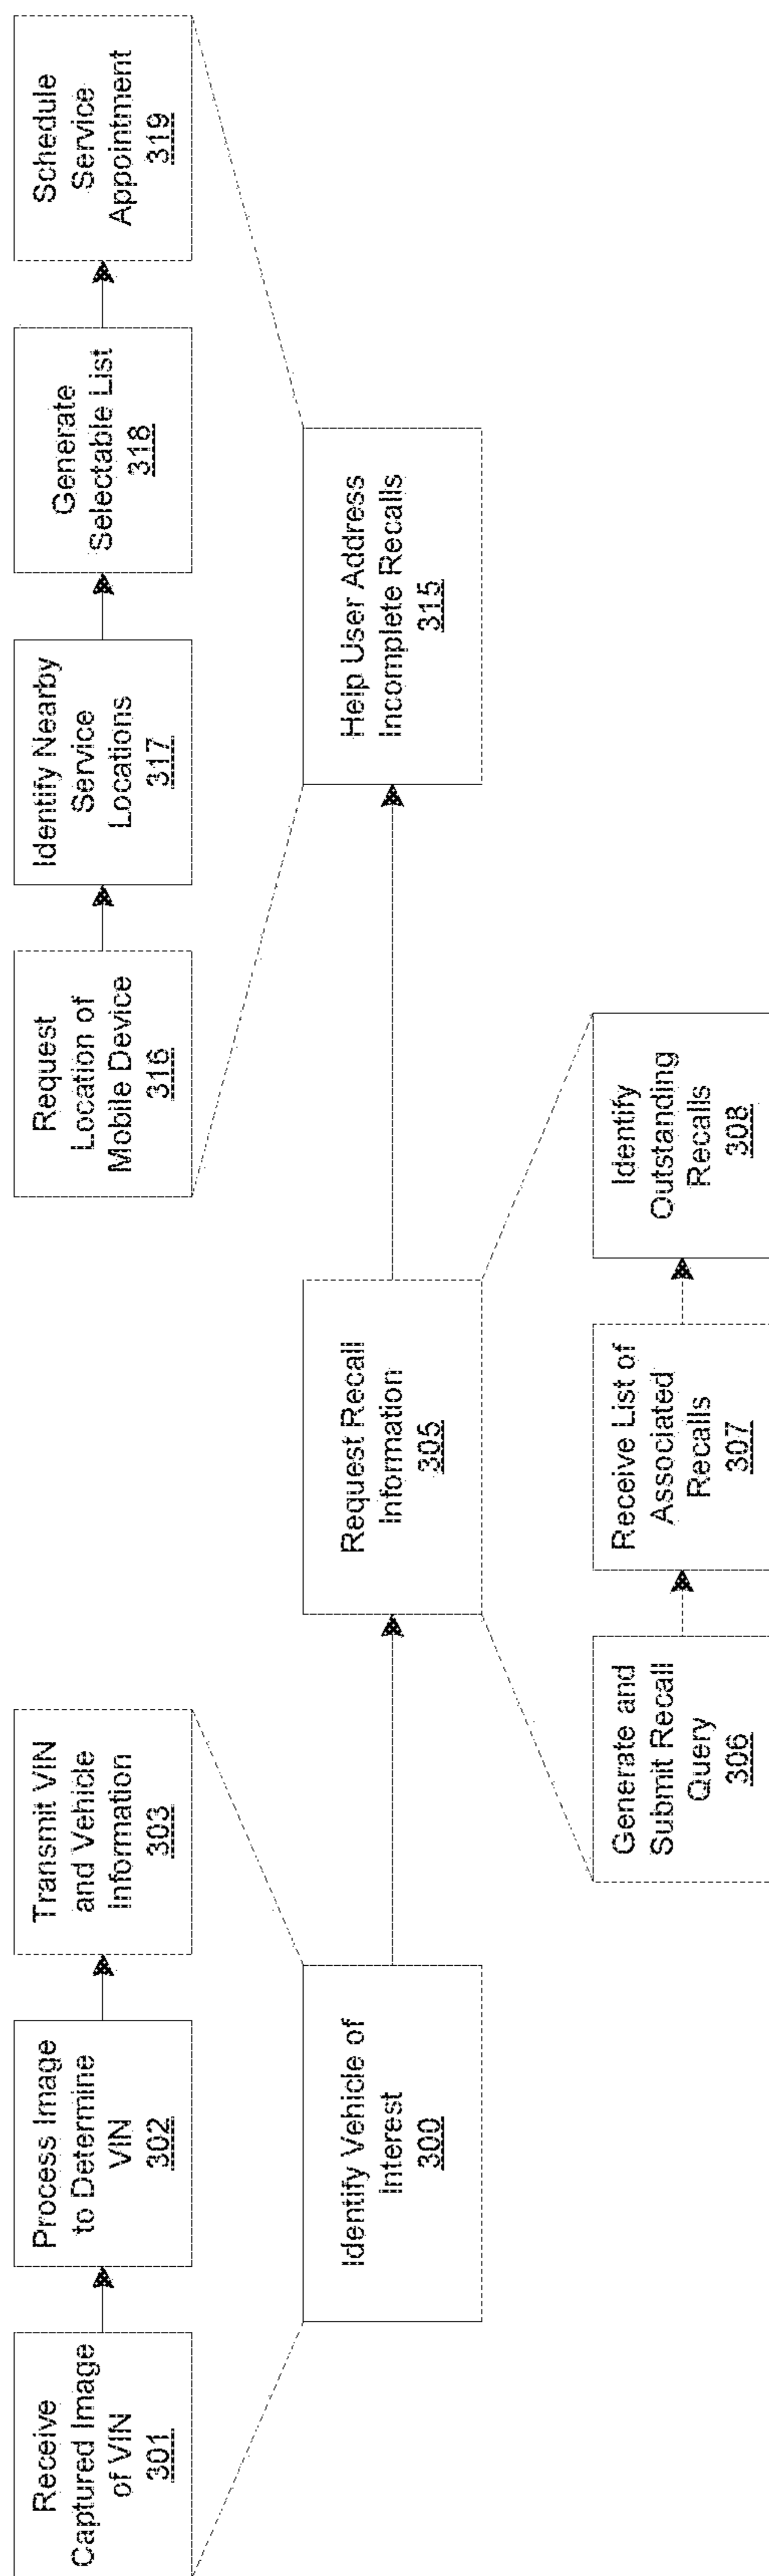 Receive
Captured Image
of VIN
301
Process Image
to Determine
VIN
302
Transmit VIN
and Vehicle
Information
303
Request
Location of
Mobile Device
316
Identify Nearby
Service
Locations
317
Generate
Selectable List
318
Schedule
Service
Appointment
319
Identify Vehicle of
Interest
300
Request Recall
Information
305
Help User Address
Incomplete Recalls
315
Generate and
Submit Recall
Query
306
Receive List of
Associated
Recalls
307
Identify
Outstanding
Recalls
308